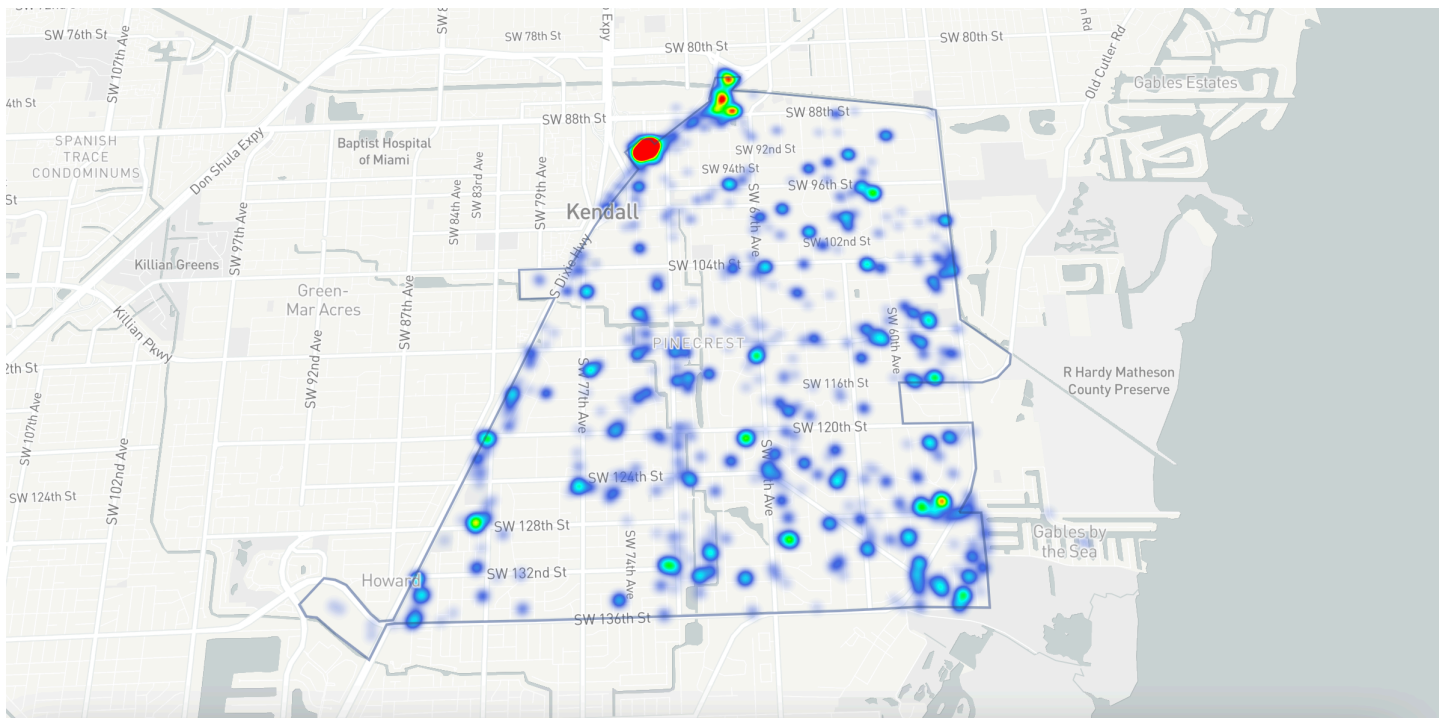 SW 76th St
SW 107th Ave
SW 78th St
Expy
SW 80th St
SW 80th St
Old Cutler Rd
Gables Estates
4th St
SPANISH
TRACE
CONDOMINUMS
Don Shula Expy
Baptist Hospital
of Miami
SW 88th St
SW 88th St
SW 92nd St
SW 94th St
SW 96th St
St
SW 84th Ave
SW 83rd Ave
SW 79th Ave
Kendall
SW 97th Ave
SW 102nd St
Killian Greens
SW 104th St
S Dixie Hwy
Green-
Mar Acres
Killian Pkwy
SW 87th Ave
SW 92nd Ave
PINECREST
SW 60th Ave
2th St
SW 77th Ave
SW 116th St
R Hardy Matheson
County Preserve
SW 107th Ave
SW 102nd Ave
SW 120th St
SW 124th St
SW 124th St
SW 128th St
SW 74th Ave
Gables by
the Sea
Howard
SW 132nd St
SW 136th St